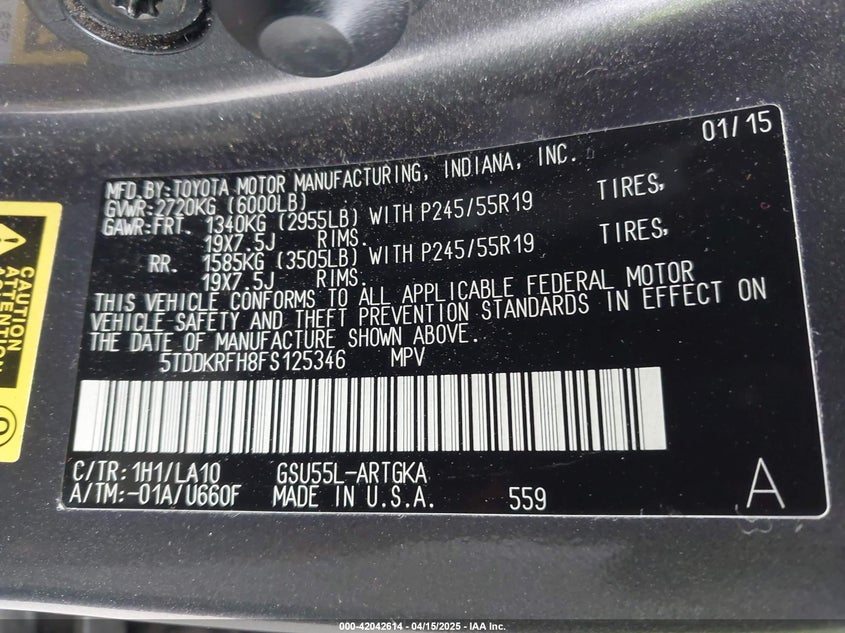 01/15
MFD.BY:TOYOTA MOTOR MANUFACTURING, INDIANA, INC.
GVWR:2720KG (6000LB)
GAWR:FRT. 1340KG (2955LB) WITH P245/55R19 TIRES,
19X7.5J RIMS.
RR. 1585KG (3505LB) WITH P245/55R19 TIRES,
19X7.5J RIMS.
THIS VEHICLE CONFORMS TO ALL APPLICABLE FEDERAL MOTOR
VEHICLE SAFETY AND THEFT PREVENTION STANDARDS IN EFFECT ON
THE DATE OF MANUFACTURE SHOWN ABOVE.
5TDDKRFH8FS125346 MPV
C/TR:1H1/LA10 GSU55L-ARTGKA
A/TM:-01A/U660F MADE IN U.S.A. 559 A
CAUTION
ATTENTION
000-42042614 - 04/15/2025 - IAA Inc.